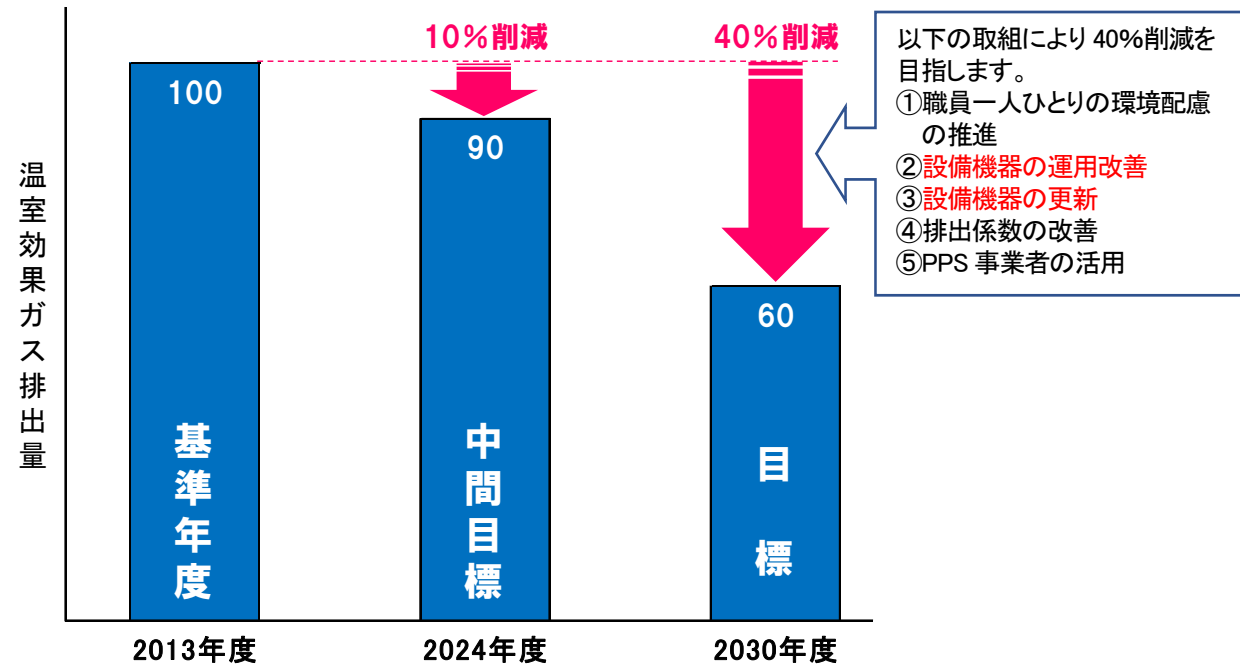 温室効果ガス排出量
10%削減
40%削減
100
90
60
基準年度
中間目標
目標
2013年度
2024年度
2030年度
以下の取組により 40%削減を
目指します。
①職員一人ひとりの環境配慮
の推進
②設備機器の運用改善
③設備機器の更新
④排出係数の改善
⑤PPS 事業者の活用